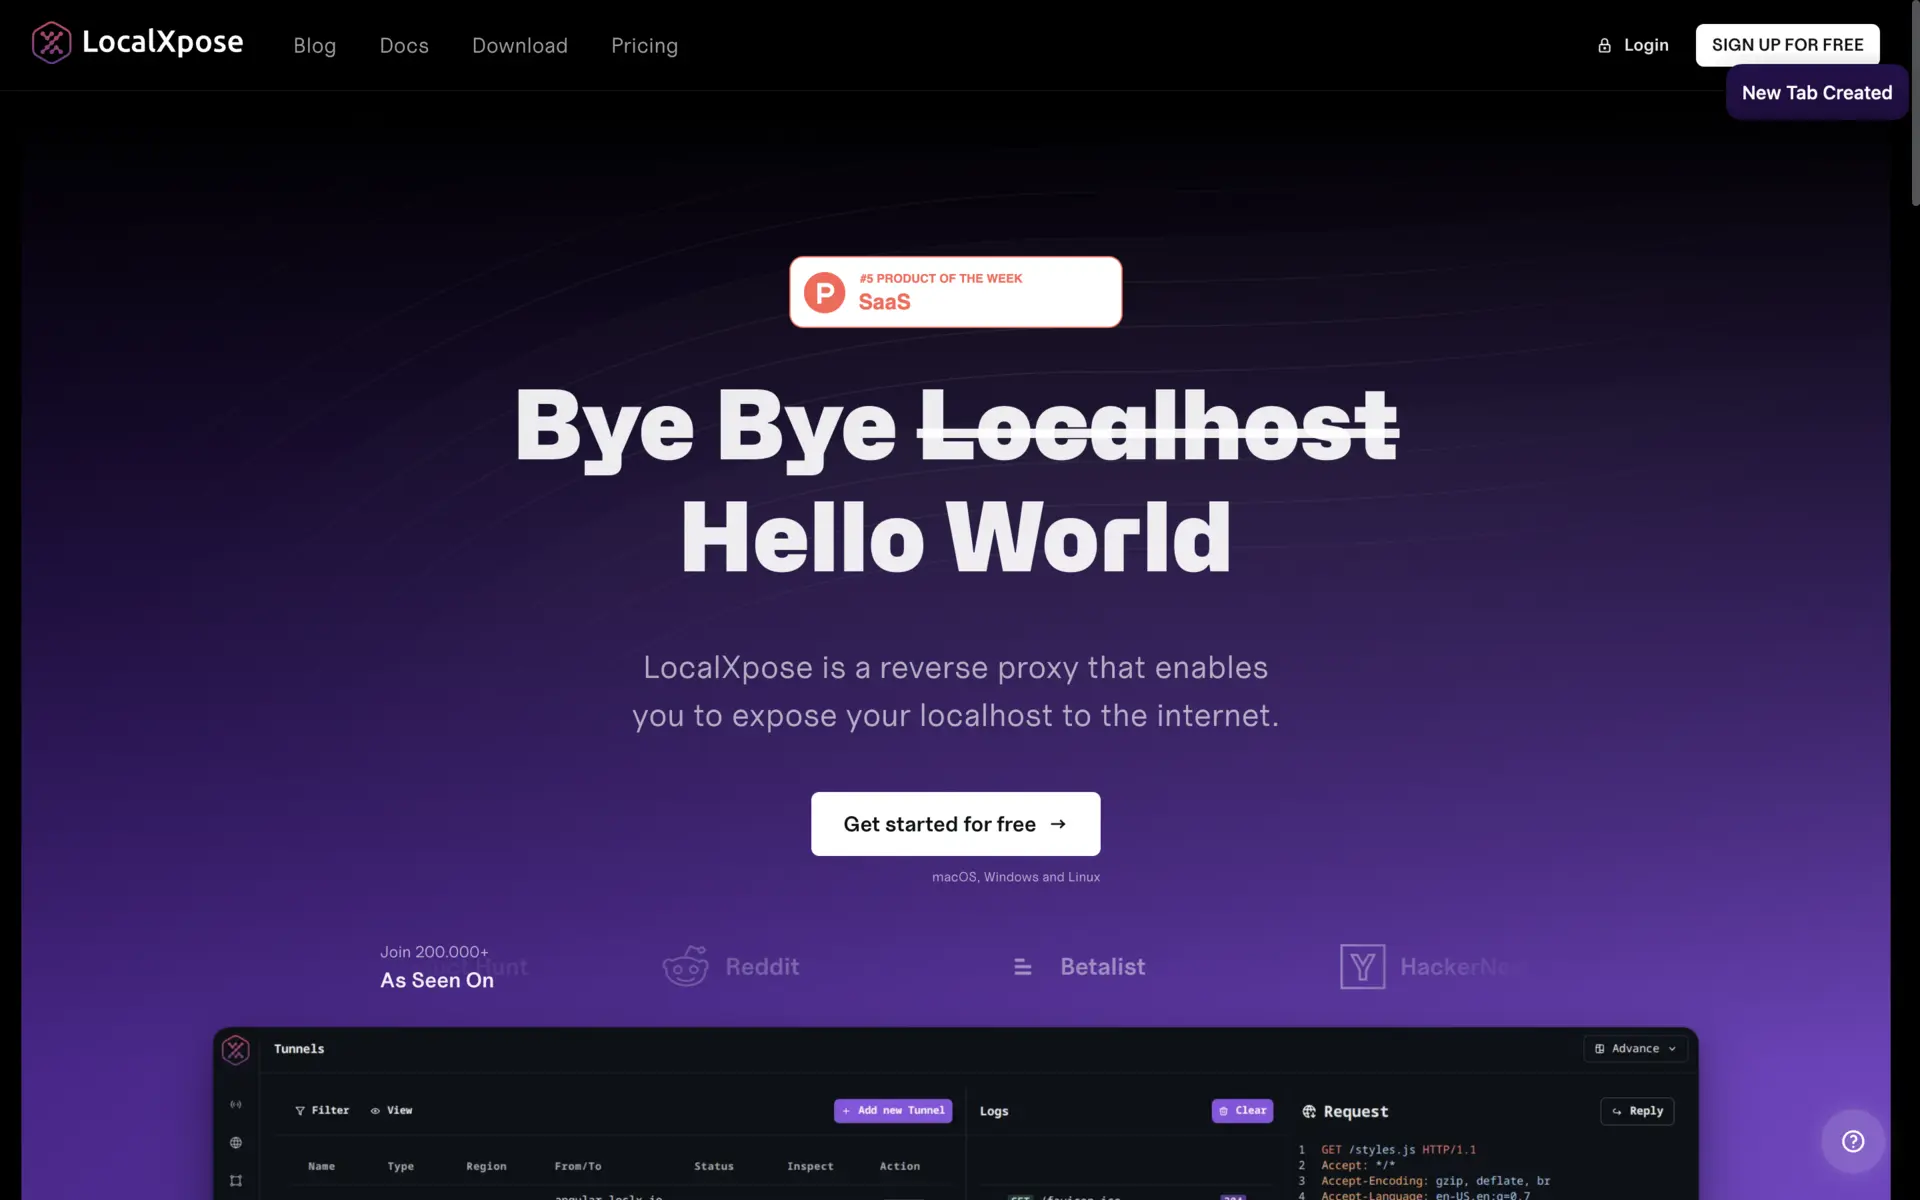 LocalXpose
Blog
Docs
Download
Pricing
Login
SIGN UP FOR FREE
New Tab Created
#5 PRODUCT OF THE WEEK
SaaS
Bye Bye Localhost
Hello World
LocalXpose is a reverse proxy that enables
you to expose your localhost to the internet.
Get started for free →
macOS, Windows and Linux
Join 200.000+
As Seen On
Reddit
Betalist
Tunnels
Advance
Filter
View
+ Add new Tunnel
Logs
Clear
Request
Reply
Name
Type
Region
From/To
Status
Inspect
Action
1 GET /styles.js HTTP/1.1
2 Accept: */*
3 Accept-Encoding: gzip, deflate, br
4 Accept-Language: en-US,en;q=0.7